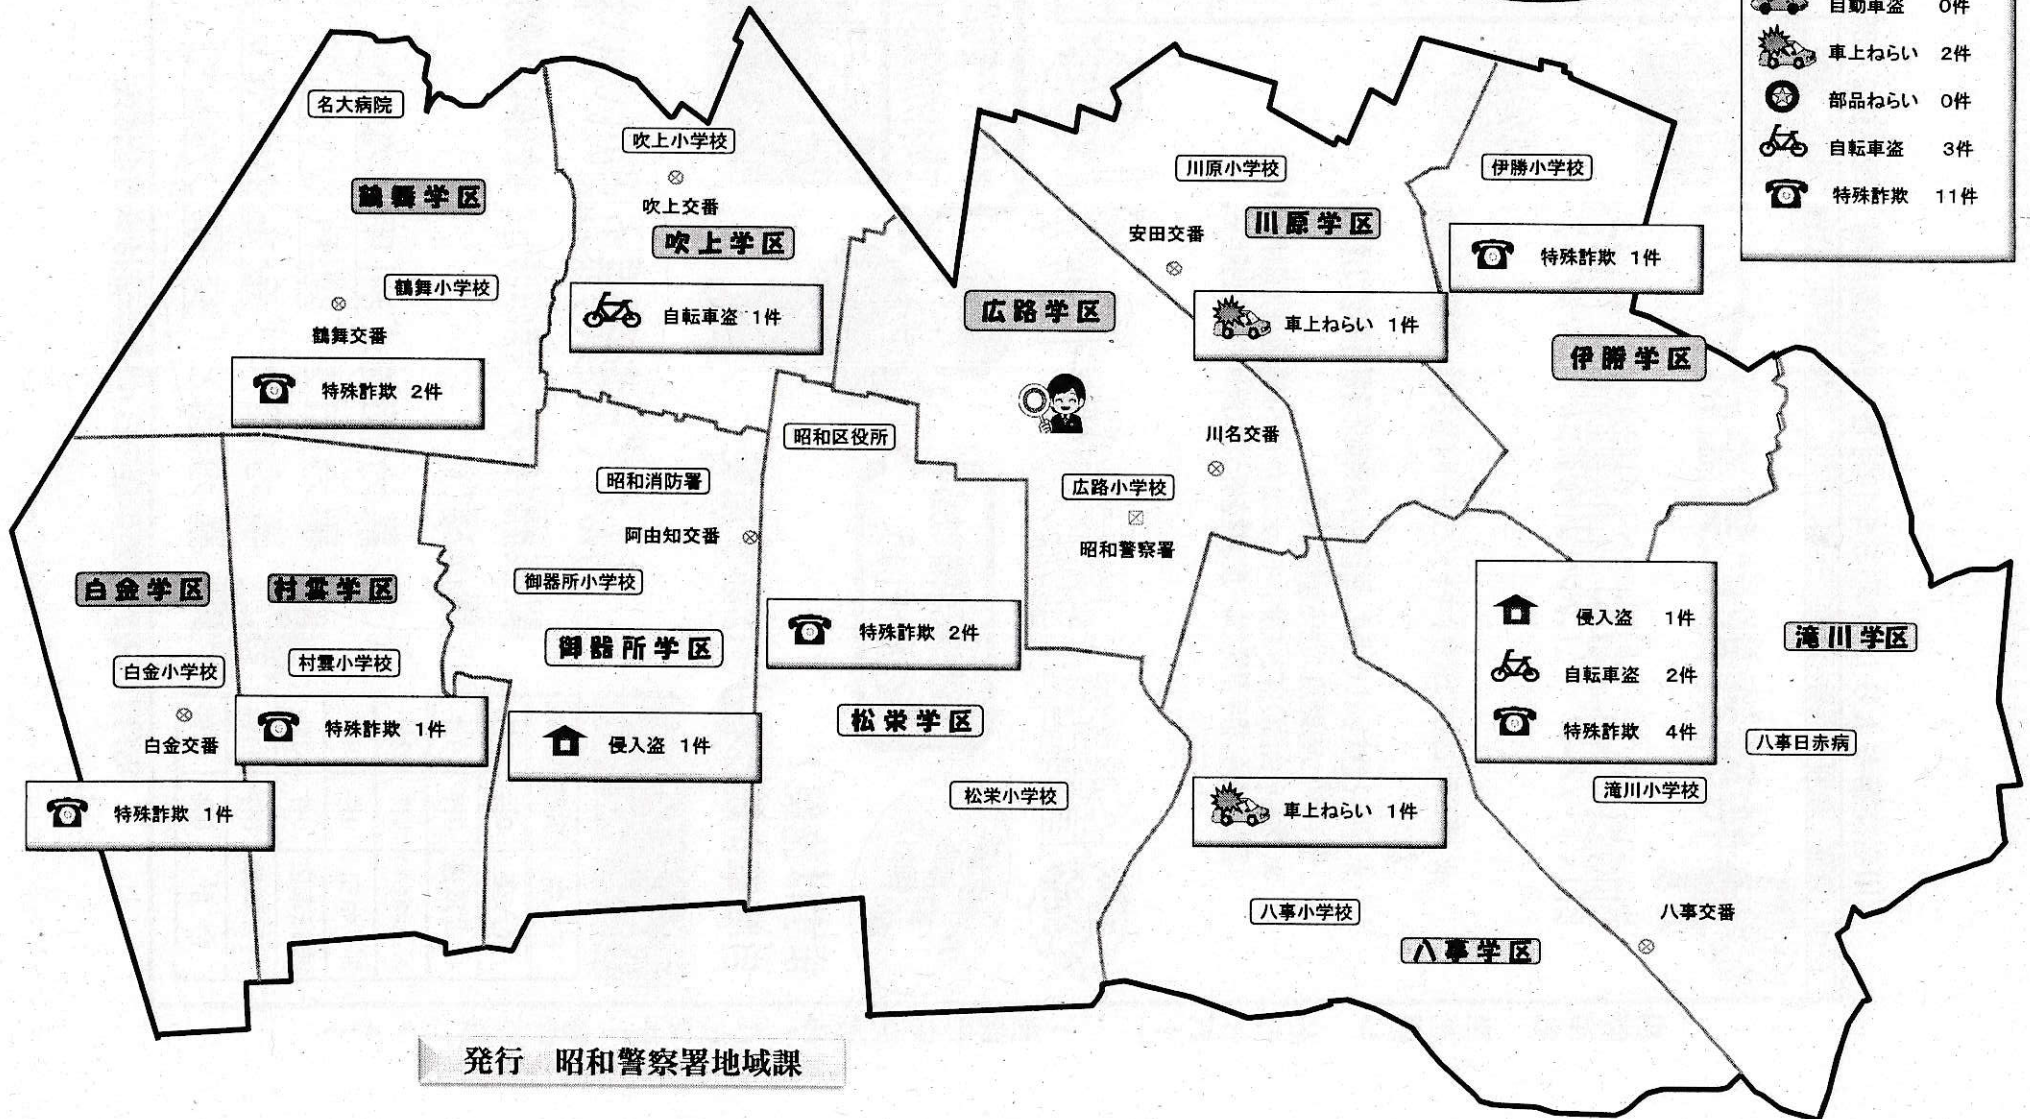 自動車盗 0件
車上ねらい 2件
部品ねらい 0件
自転車盗 3件
特殊詐欺 11件
名大病院
鶴舞学区
鶴舞小学校
鶴舞交番
特殊詐欺 2件
吹上小学校
吹上交番
吹上学区
自転車盗 1件
川原小学校
川原学区
安田交番
車上ねらい 1件
伊勝小学校
特殊詐欺 1件
伊勝学区
広路学区
川名交番
広路小学校
昭和警察署
昭和区役所
昭和消防署
阿由知交番
御器所小学校
御器所学区
侵入盗 1件
白金学区
白金小学校
白金交番
特殊詐欺 1件
村雲学区
村雲小学校
特殊詐欺 1件
特殊詐欺 2件
松栄学区
松栄小学校
侵入盗 1件
自転車盗 2件
特殊詐欺 4件
滝川学区
八事日赤病
滝川小学校
車上ねらい 1件
八事小学校
八事学区
八事交番
発行 昭和警察署地域課